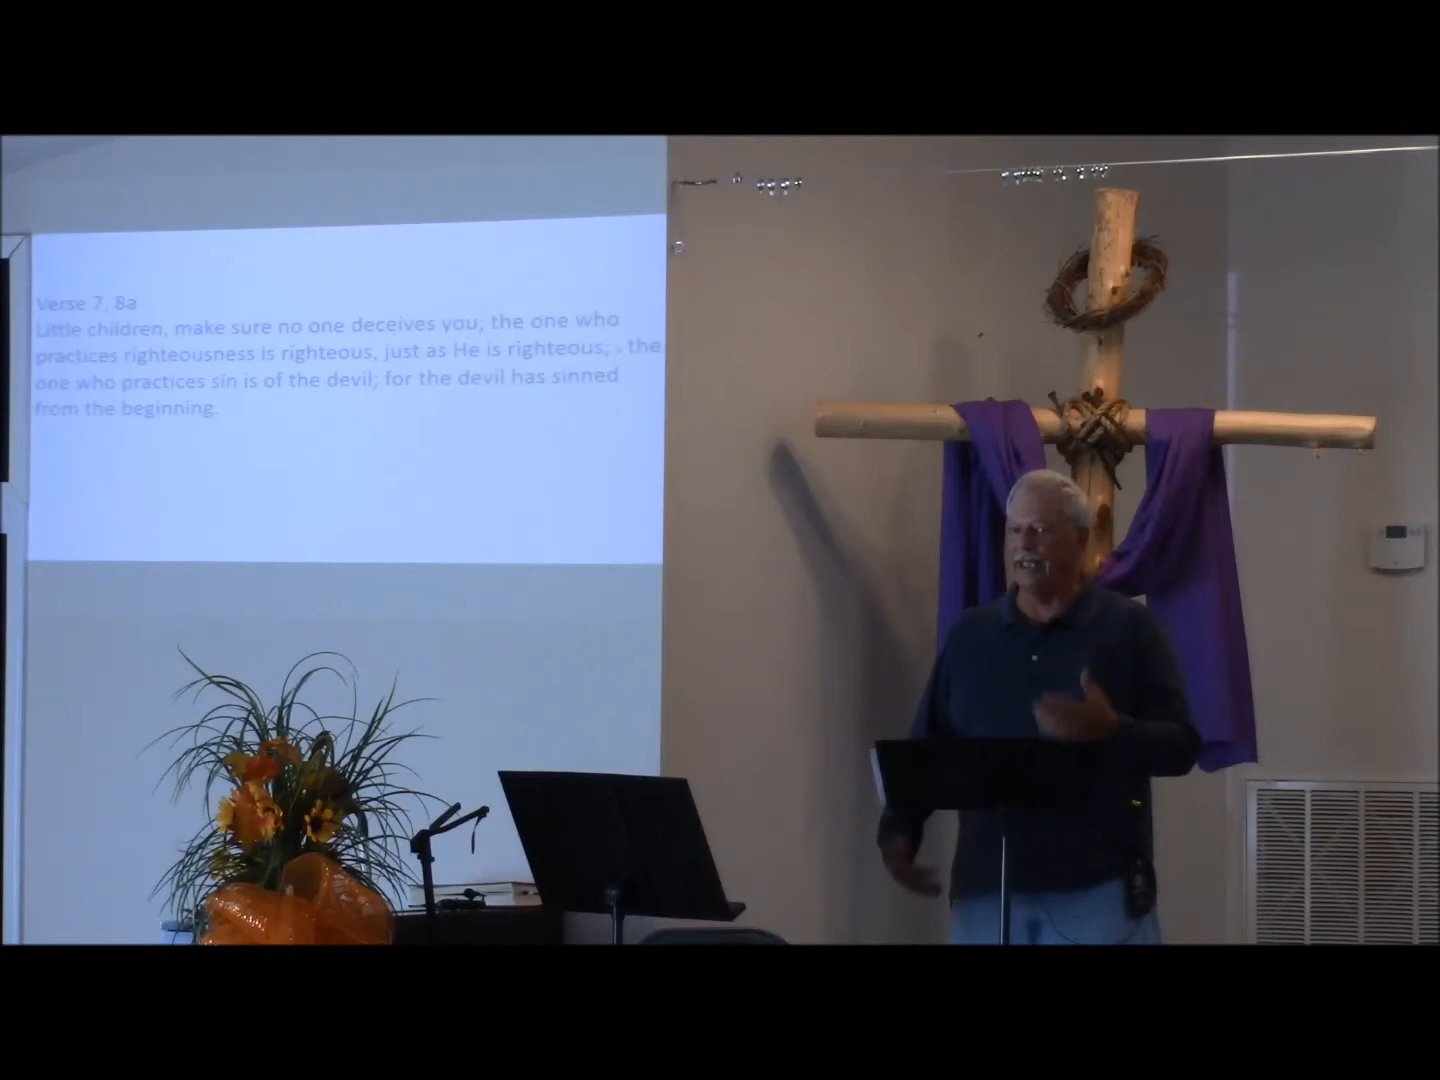 Verse 7, 8a
Little children, make sure no one deceives you; the one who
practices righteousness is righteous, just as He is righteous; the
one who practices sin is of the devil; for the devil has sinned
from the beginning.